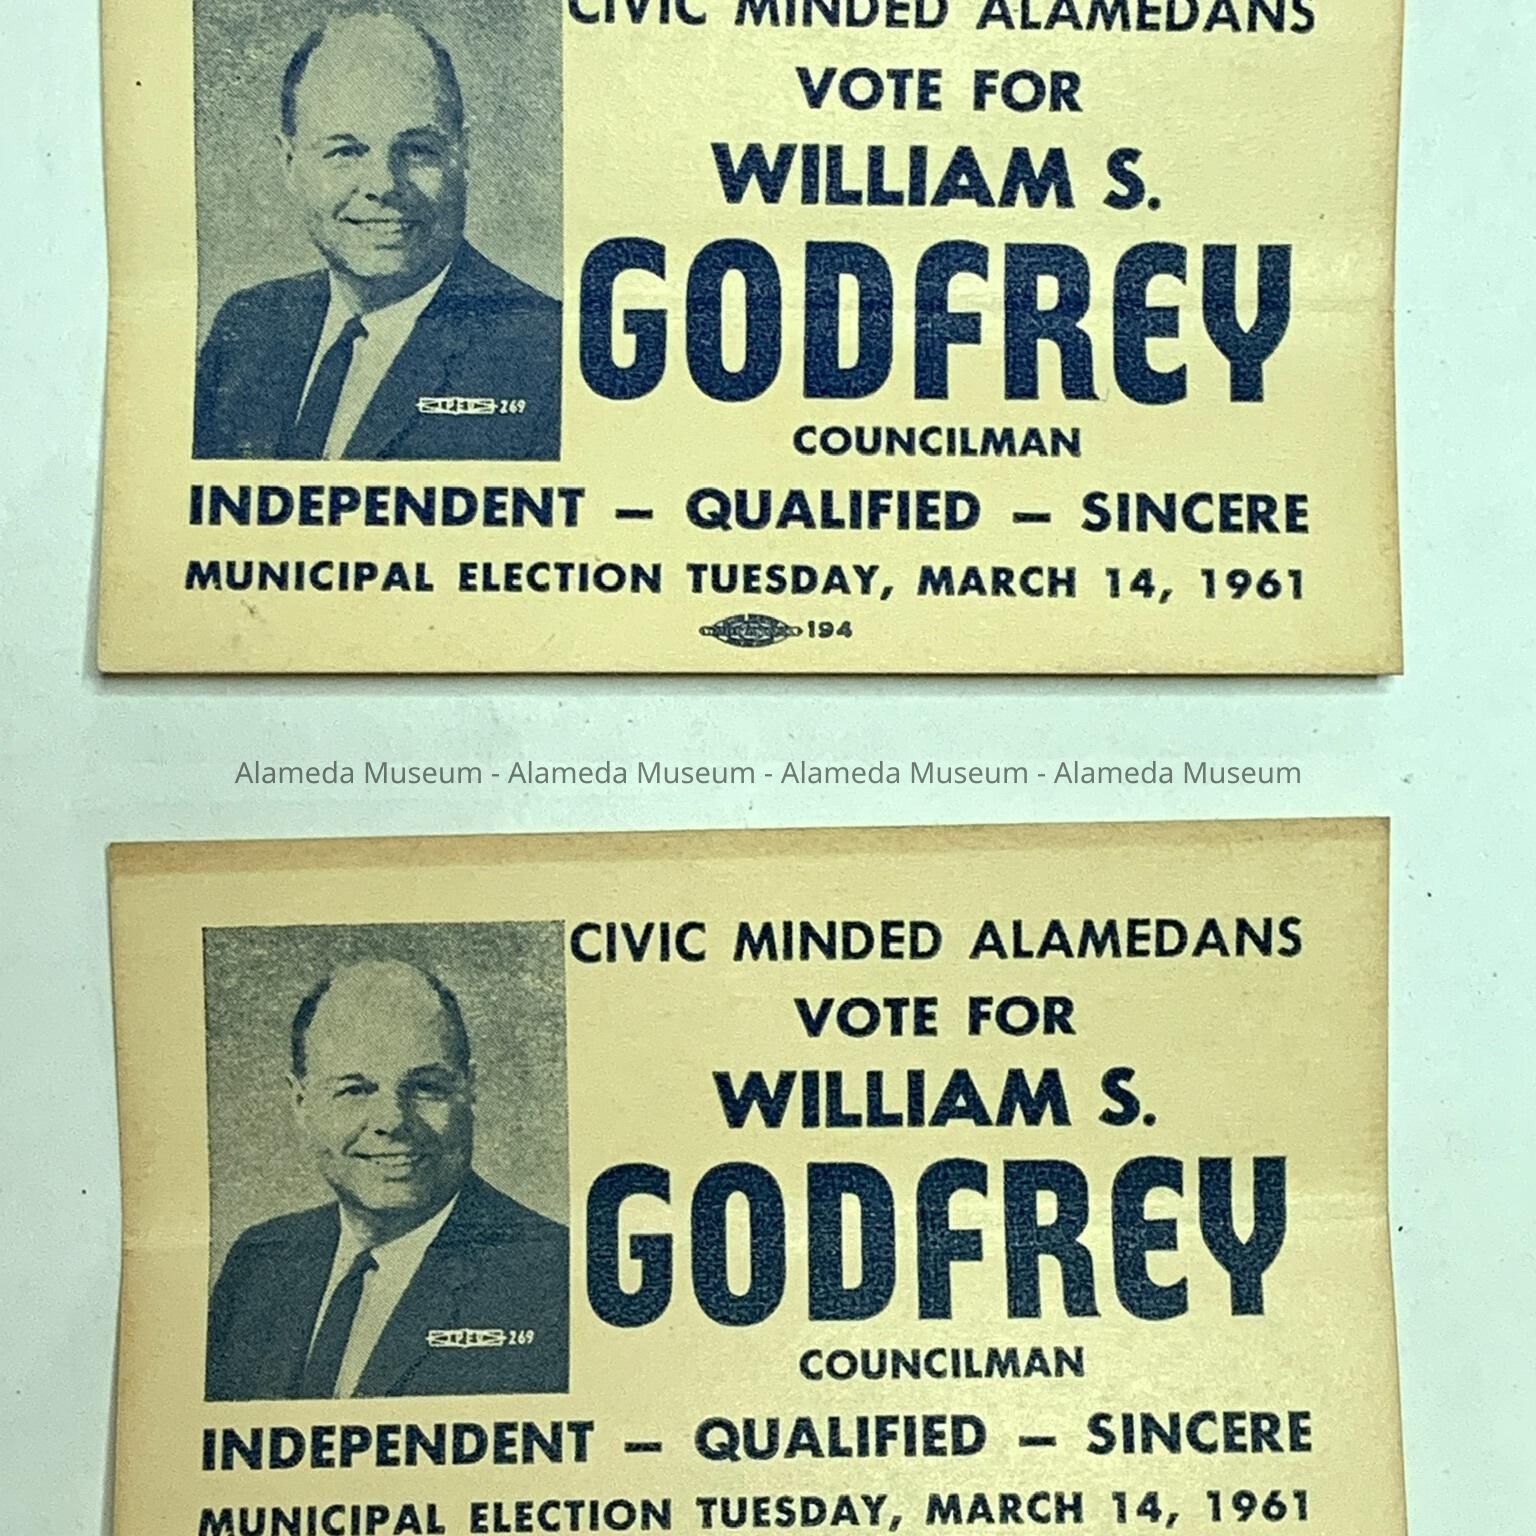 CIVIC MINDED ALAMEDANS
VOTE FOR
WILLIAM S.
GODFREY
269
COUNCILMAN
INDEPENDENT — QUALIFIED — SINCERE
MUNICIPAL ELECTION TUESDAY, MARCH 14, 1961
194
Alameda Museum - Alameda Museum - Alameda Museum - Alameda Museum
CIVIC MINDED ALAMEDANS
VOTE FOR
WILLIAM S.
GODFREY
269
COUNCILMAN
INDEPENDENT — QUALIFIED — SINCERE
MUNICIPAL ELECTION TUESDAY, MARCH 14, 1961